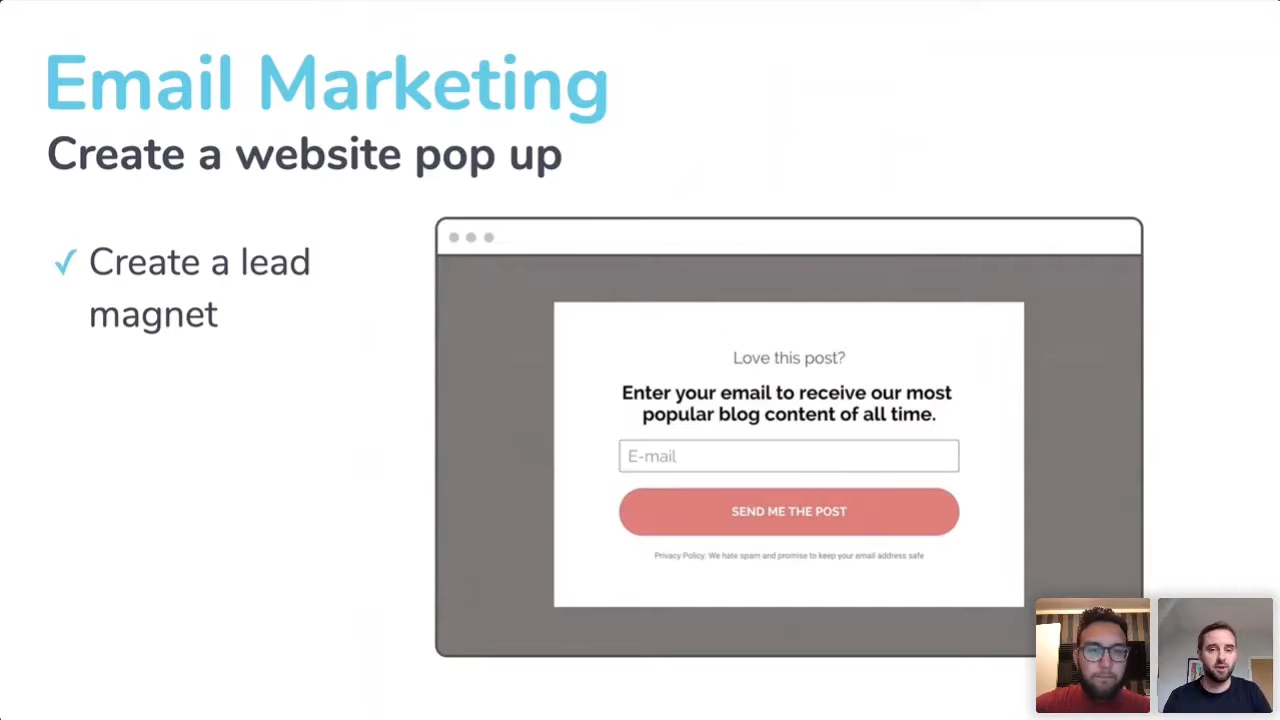 Email Marketing
Create a website pop up
✓ Create a lead
magnet
Love this post?
Enter your email to receive our most
popular blog content of all time.
E-mail
SEND ME THE POST
Privacy Policy: We hate spam and promise to keep your email address safe